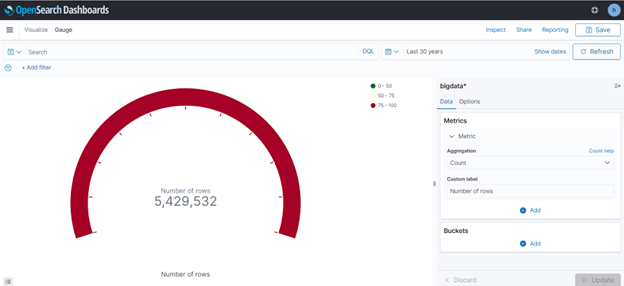 OpenSearch Dashboards
h
Visualize Gauge
Inspect Share Reporting Save
Search
DQL
Last 30 years
Show dates
Refresh
+ Add filter
0 - 50
50 - 75
75 - 100
Number of rows
5,429,532
Number of rows
bigdata*
Data Options
Metrics
Metric
Aggregation
Count help
Count
Custom label
Number of rows
Add
Buckets
Add
Discard
Update